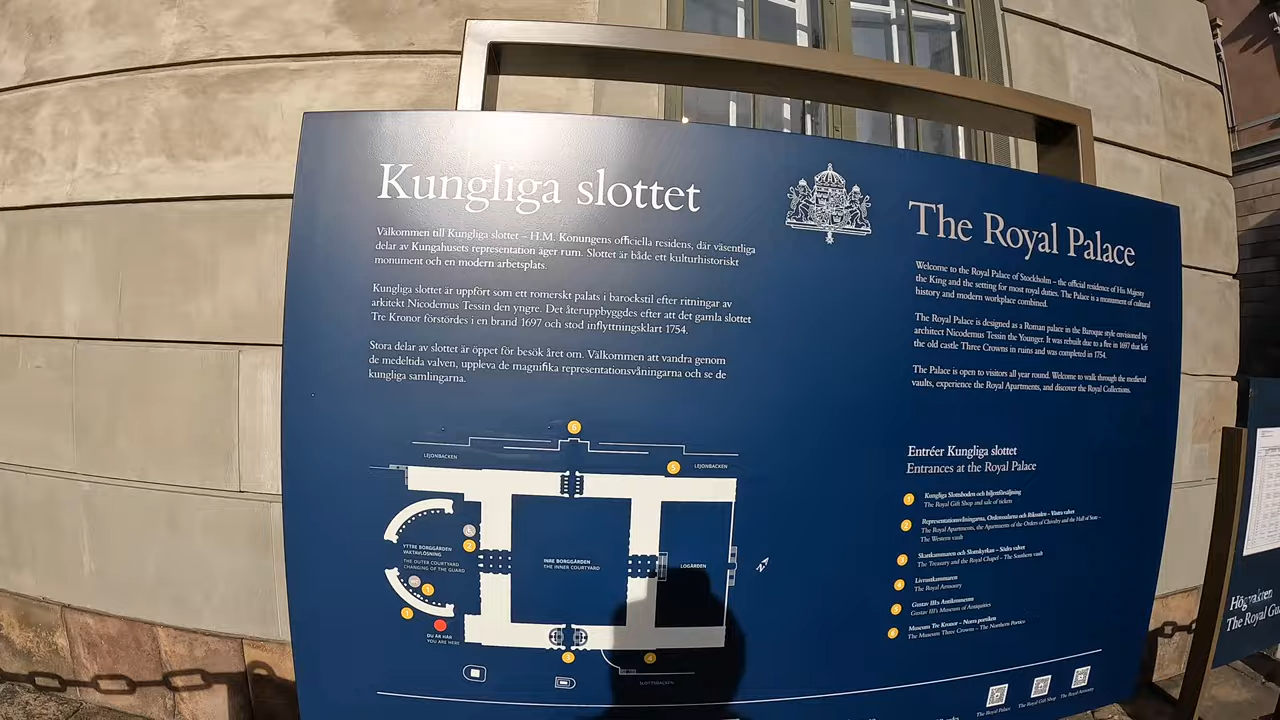 Kungliga slottet
Välkommen till Kungliga slottet – H.M. Konungens officiella residens, där väsentliga
delar av Kungahusets representation äger rum. Slottet är både ett kulturhistoriskt
monument och en modern arbetsplats.
Kungliga slottet är uppfört som ett romerskt palats i barockstil efter ritningar av
arkitekt Nicodemus Tessin den yngre. Det återuppbyggdes efter att det gamla slottet
Tre Kronor förstördes i en brand 1697 och stod inflyttningsklart 1754.
Stora delar av slottet är öppet för besök året om. Välkommen att vandra genom
de medeltida valven, uppleva de magnifika representationsvåningarna och se de
kungliga samlingarna.
The Royal Palace
Welcome to the Royal Palace of Stockholm – the official residence of His Majesty
the King and the setting for most royal duties. The Palace is a monument of cultural
history and modern workplace combined.
The Royal Palace is designed as a Roman palace in the Baroque style envisioned by
architect Nicodemus Tessin the Younger. It was rebuilt due to a fire in 1697 that left
the old castle Three Crowns in ruins and was completed in 1754.
The Palace is open to visitors all year round. Welcome to walk through the medieval
vaults, experience the Royal Apartments, and discover the Royal Collections.
6
LEJONBACKEN
5
LEJONBACKEN
2
YTTRE BORGGÅRDEN
VAKTAVLÖSNING
THE OUTER COURTYARD
CHANGING OF THE GUARD
INRE BORGGÅRDEN
THE INNER COURTYARD
LOGÅRDEN
N
1
1
DU ÄR HÄR
YOU ARE HERE
3
4
SLOTTSBACKEN
Entréer Kungliga slottet
Entrances at the Royal Palace
1 Kungliga Slottsboden och biljettförsäljning
The Royal Gift Shop and sale of tickets
2 Representationsvåningarna, Ordenssalarna och Rikssalen – Västra valvet
The Royal Apartments, the Apartments of the Orders of Chivalry and the Hall of State –
The Western vault
3 Skattkammaren och Slottskyrkan – Södra valvet
The Treasury and the Royal Chapel – The Southern vault
4 Livrustkammaren
The Royal Armoury
5 Gustav III:s Antikmuseum
Gustav III's Museum of Antiquities
6 Museum Tre Kronor – Norra portiken
The Museum Three Crowns – The Northern Portico
The Royal Palace
The Royal Gift Shop
The Royal Armoury
Högvakten
The Royal